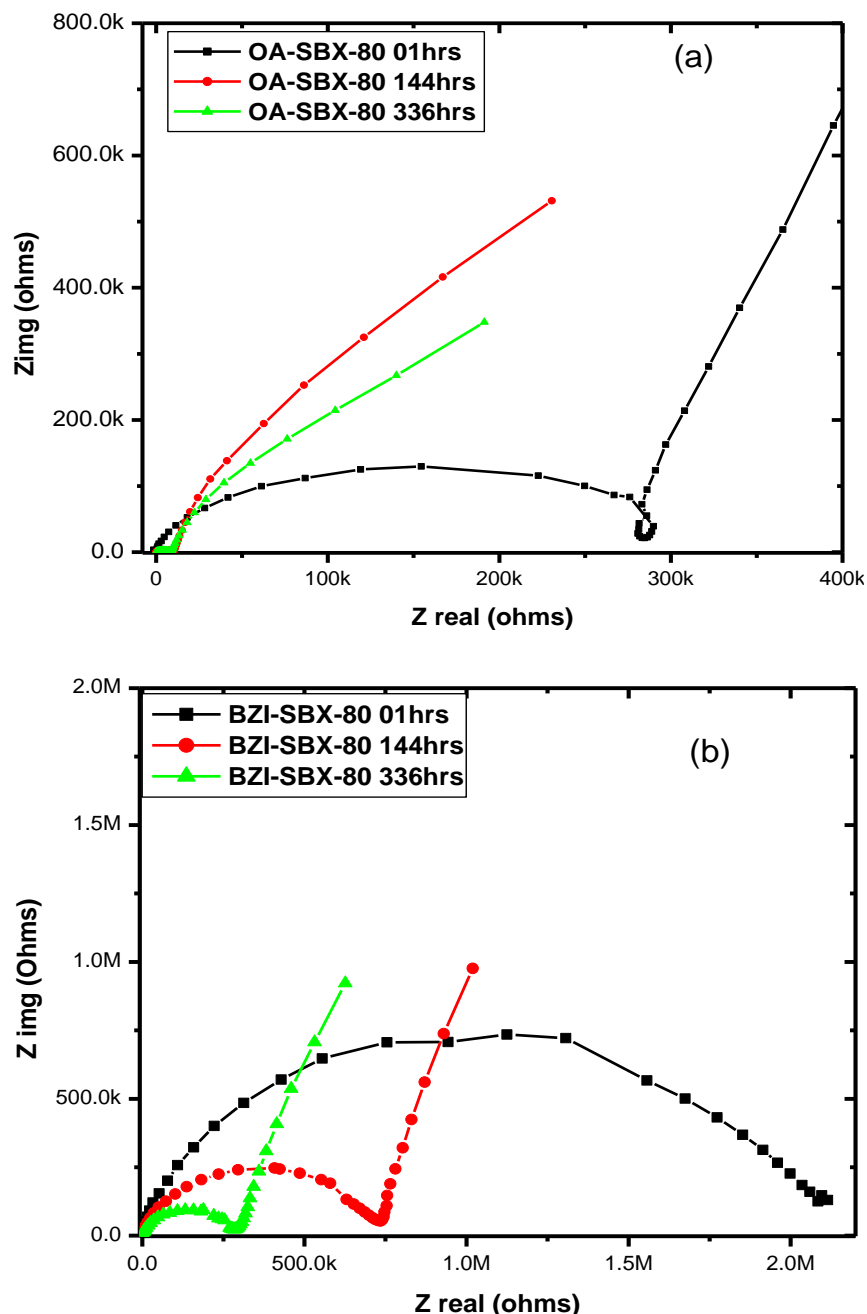 800.0k
600.0k
400.0k
200.0k
0.0
Zimg (ohms)
OA-SBX-80 01hrs
OA-SBX-80 144hrs
OA-SBX-80 336hrs
(a)
0 100k 200k 300k 400k
Z real (ohms)
2.0M
1.5M
1.0M
500.0k
0.0
Z img (Ohms)
BZI-SBX-80 01hrs
BZI-SBX-80 144hrs
BZI-SBX-80 336hrs
(b)
0.0 500.0k 1.0M 1.5M 2.0M
Z real (ohms)